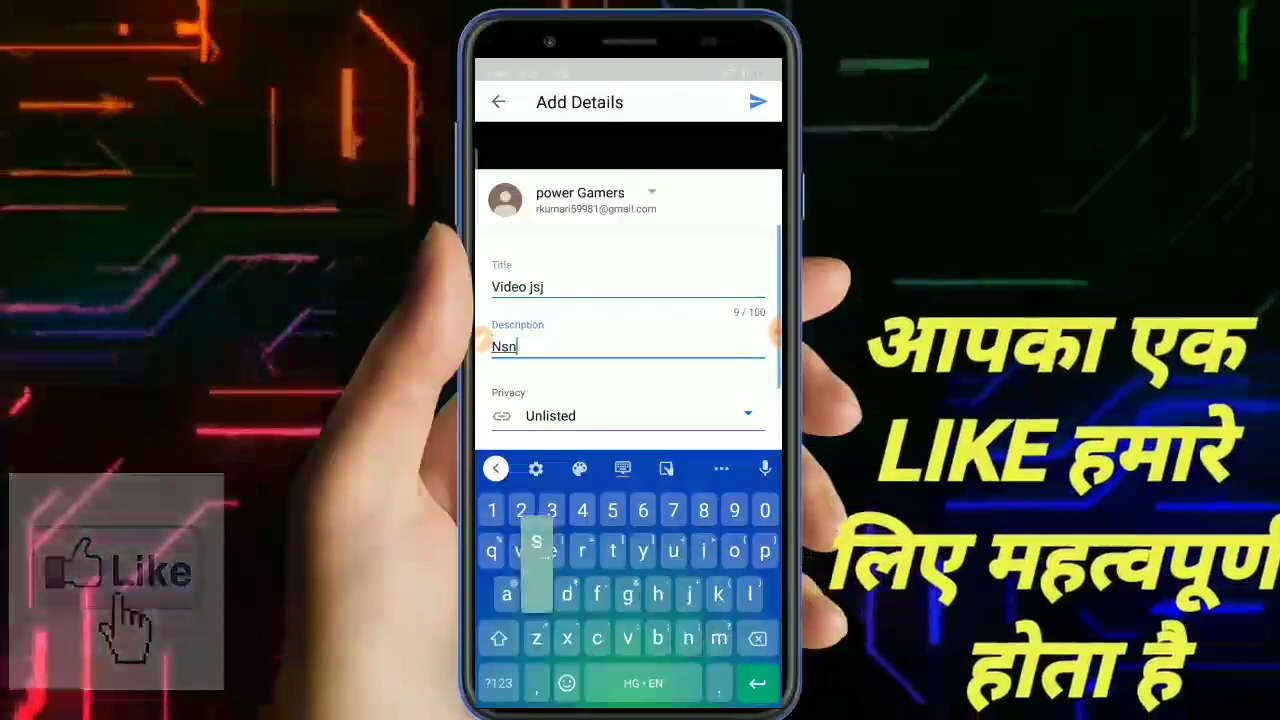 Add Details
power Gamers
rkumari59981@gmail.com
Title
Video jsj
9 / 100
Description
Nsn
Privacy
Unlisted
1 2 3 4 5 6 7 8 9 0
q e r t y u i o p
S
a d f g h j k l
z x c v b n m
?123 , HG • EN .
Like
आपका एक
LIKE हमारे
लिए महत्वपूर्ण
होता है